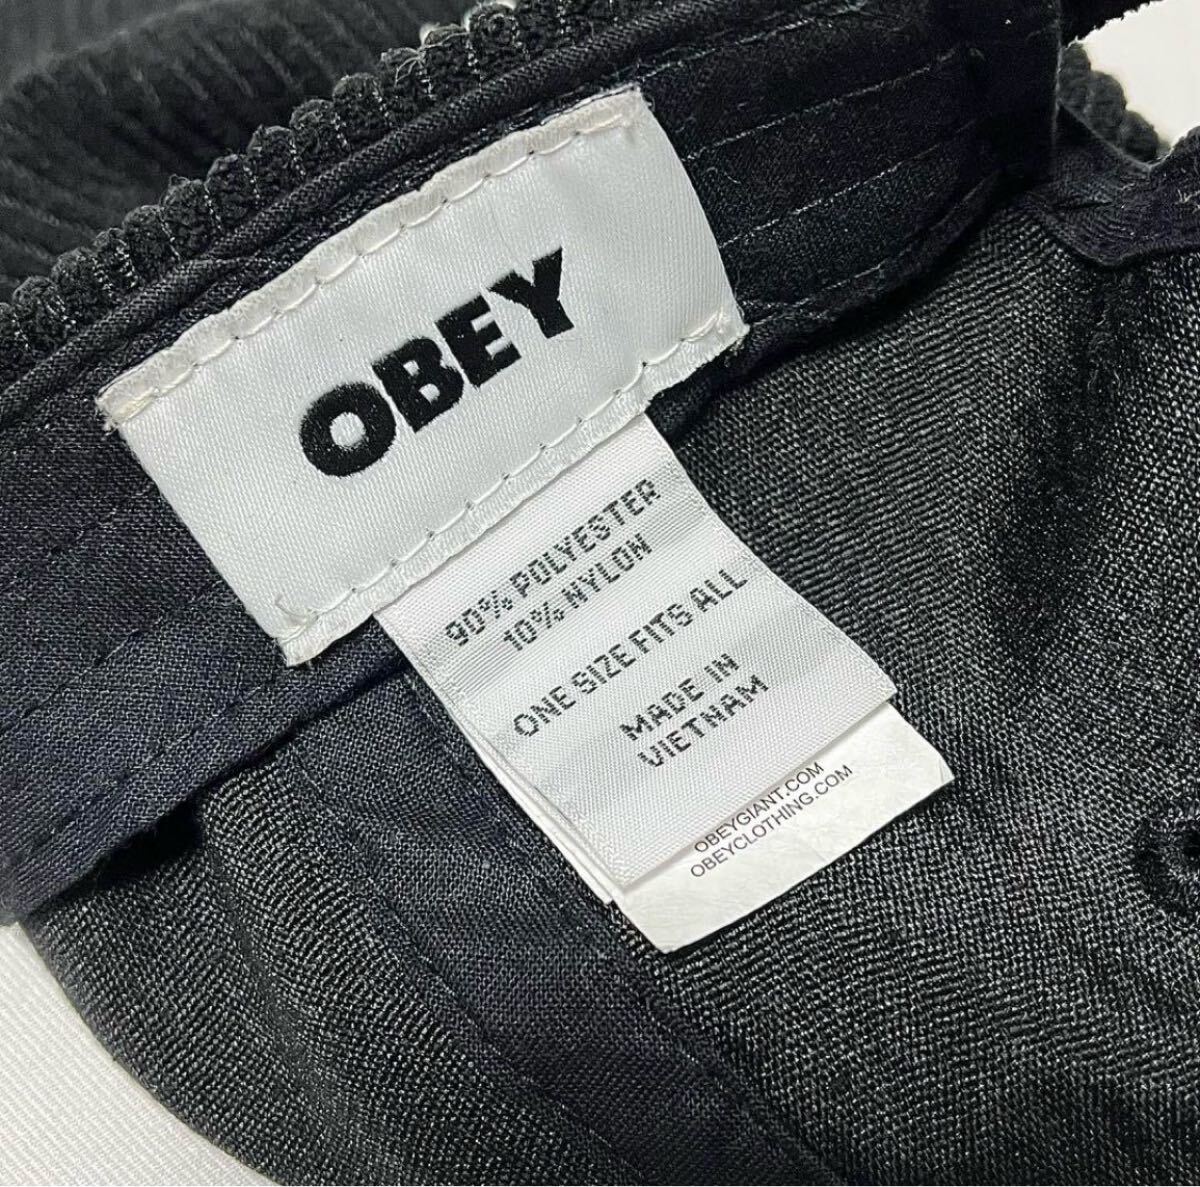 OBEY
90% POLYESTER
10% NYLON
ONE SIZE FITS ALL
MADE IN
VIETNAM
OBEYGIANT.COM
OBEYCLOTHING.COM